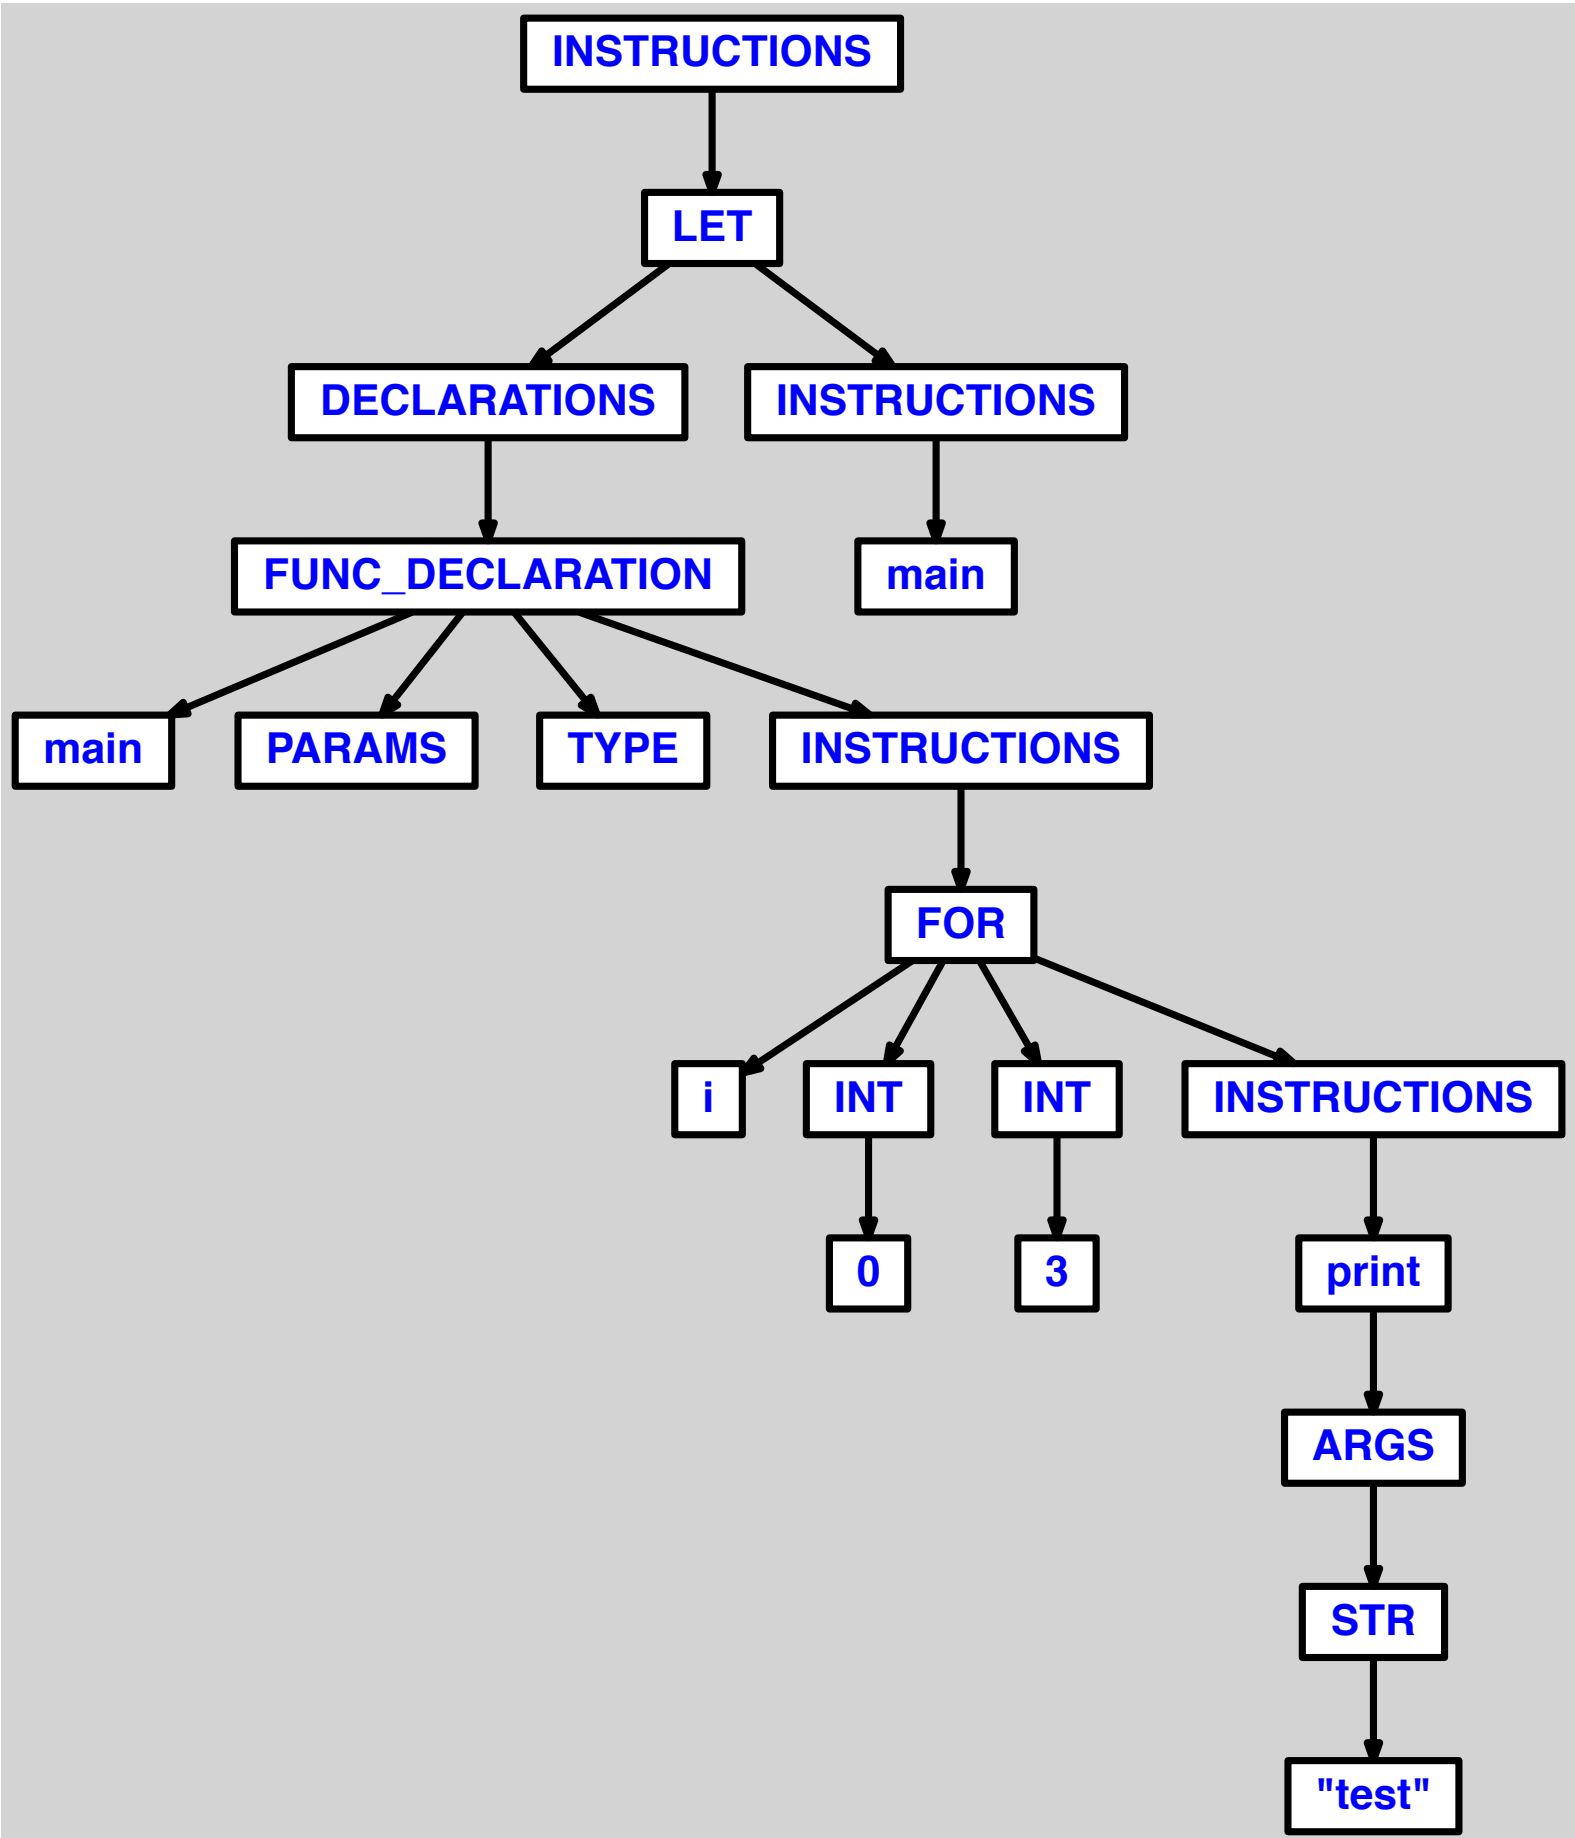 INSTRUCTIONS
LET
DECLARATIONS
INSTRUCTIONS
FUNC_DECLARATION
main
main
PARAMS
TYPE
INSTRUCTIONS
FOR
i
INT
INT
INSTRUCTIONS
0
3
print
ARGS
STR
"test"